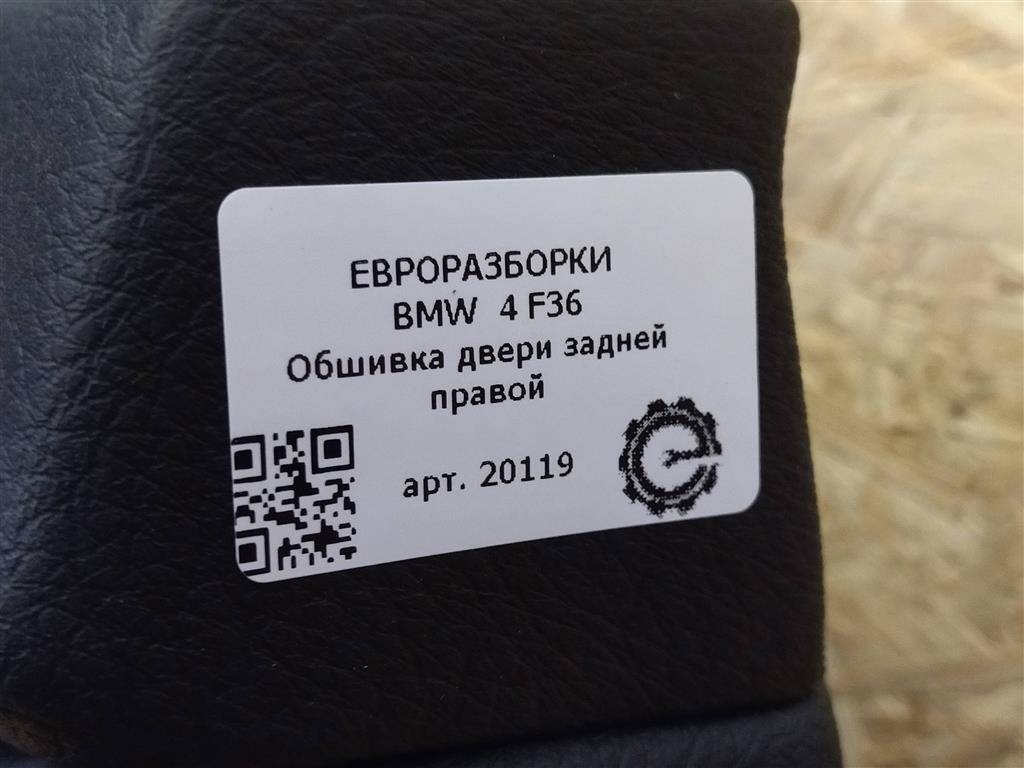 ЕВРОРАЗБОРКИ
BMW 4 F36
Обшивка двери задней
правой
арт. 20119